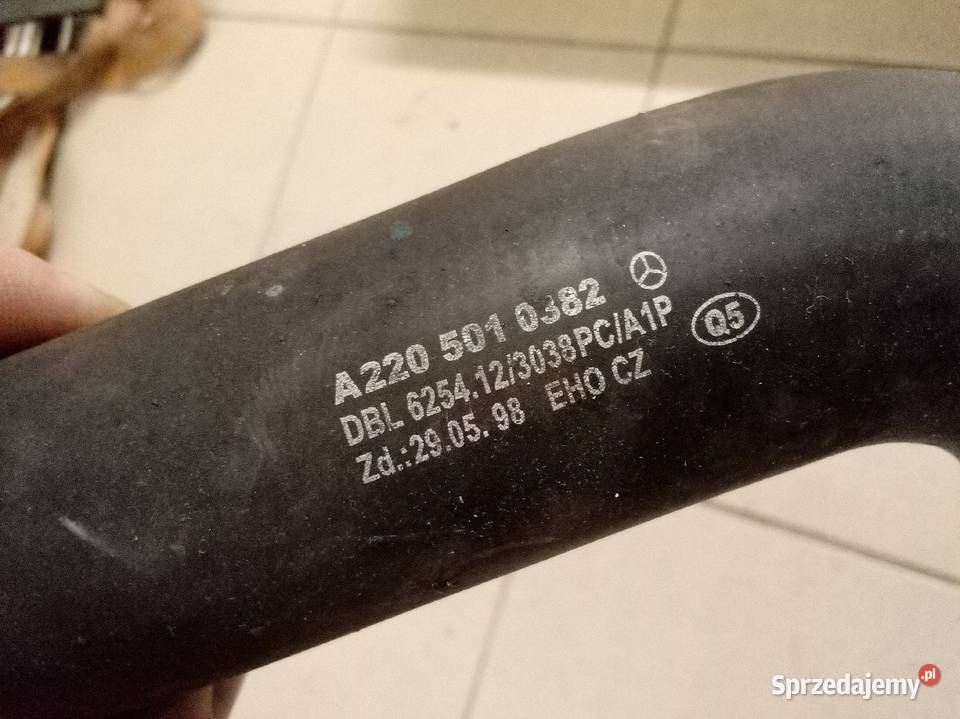 A220 501 0382
DBL 6254.12/3038PC/A1P
Q5
Zd.:29.05.98 EHO CZ
Sprzedajemy.pl